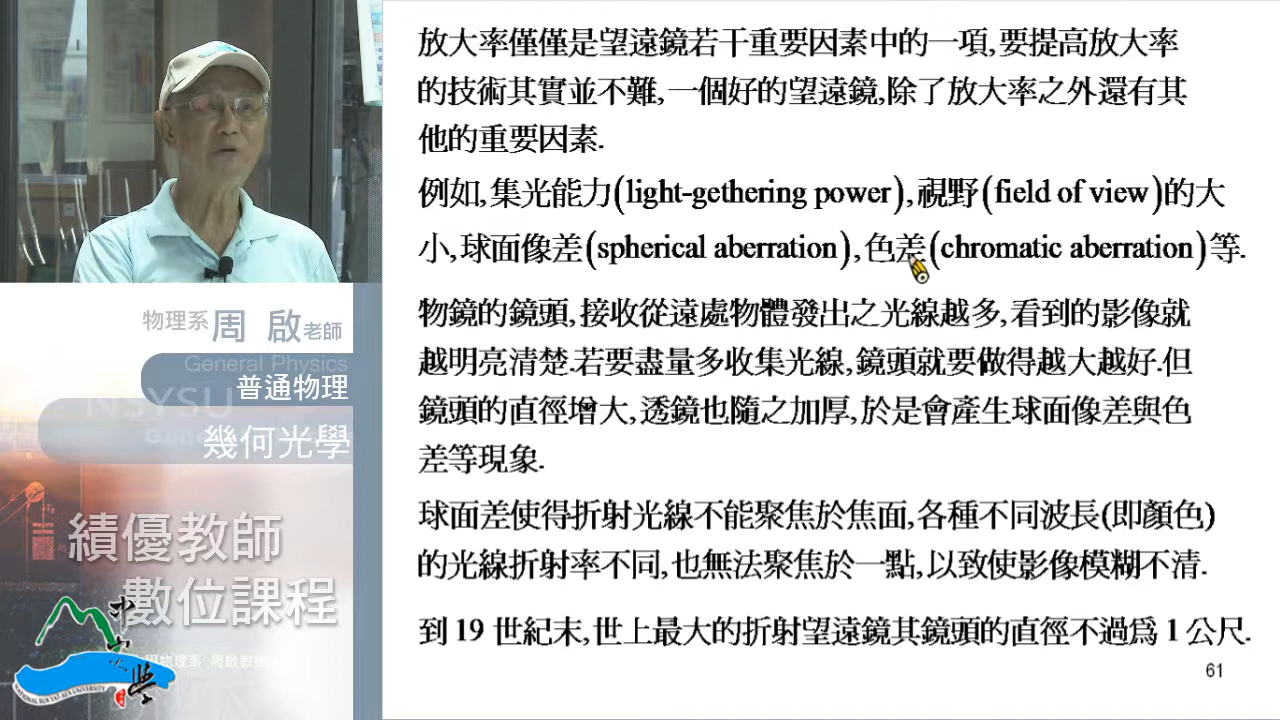 放大率僅僅是望遠鏡若干重要因素中的一項,要提高放大率
的技術其實並不難,一個好的望遠鏡,除了放大率之外還有其
他的重要因素.
例如,集光能力(light-gethering power),視野(field of view)的大
小,球面像差(spherical aberration),色差(chromatic aberration)等.
物鏡的鏡頭,接收從遠處物體發出之光線越多,看到的影像就
越明亮清楚.若要盡量多收集光線,鏡頭就要做得越大越好.但
鏡頭的直徑增大,透鏡也隨之加厚,於是會產生球面像差與色
差等現象.
球面差使得折射光線不能聚焦於焦面,各種不同波長(即顏色)
的光線折射率不同,也無法聚焦於一點,以致使影像模糊不清.
到 19 世紀末,世上最大的折射望遠鏡其鏡頭的直徑不過為 1 公尺.
61
物理系周 啟老師
General Physics
普通物理
NSYSU
幾何光學
績優教師
數位課程
中山大學
NATIONAL SUN YAT-SEN UNIVERSITY